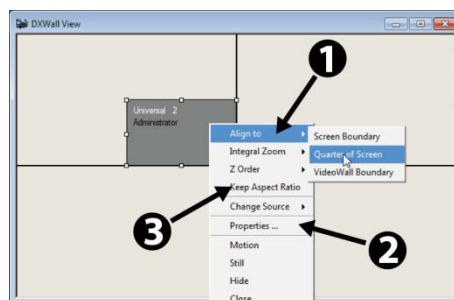 DXWall View
Universal 2
Administrator
1
Align to
Screen Boundary
Integral Zoom
Quarter of Screen
Z Order
VideoWall Boundary
Keep Aspect Ratio
3
Change Source
Properties ...
2
Motion
Still
Hide
Close